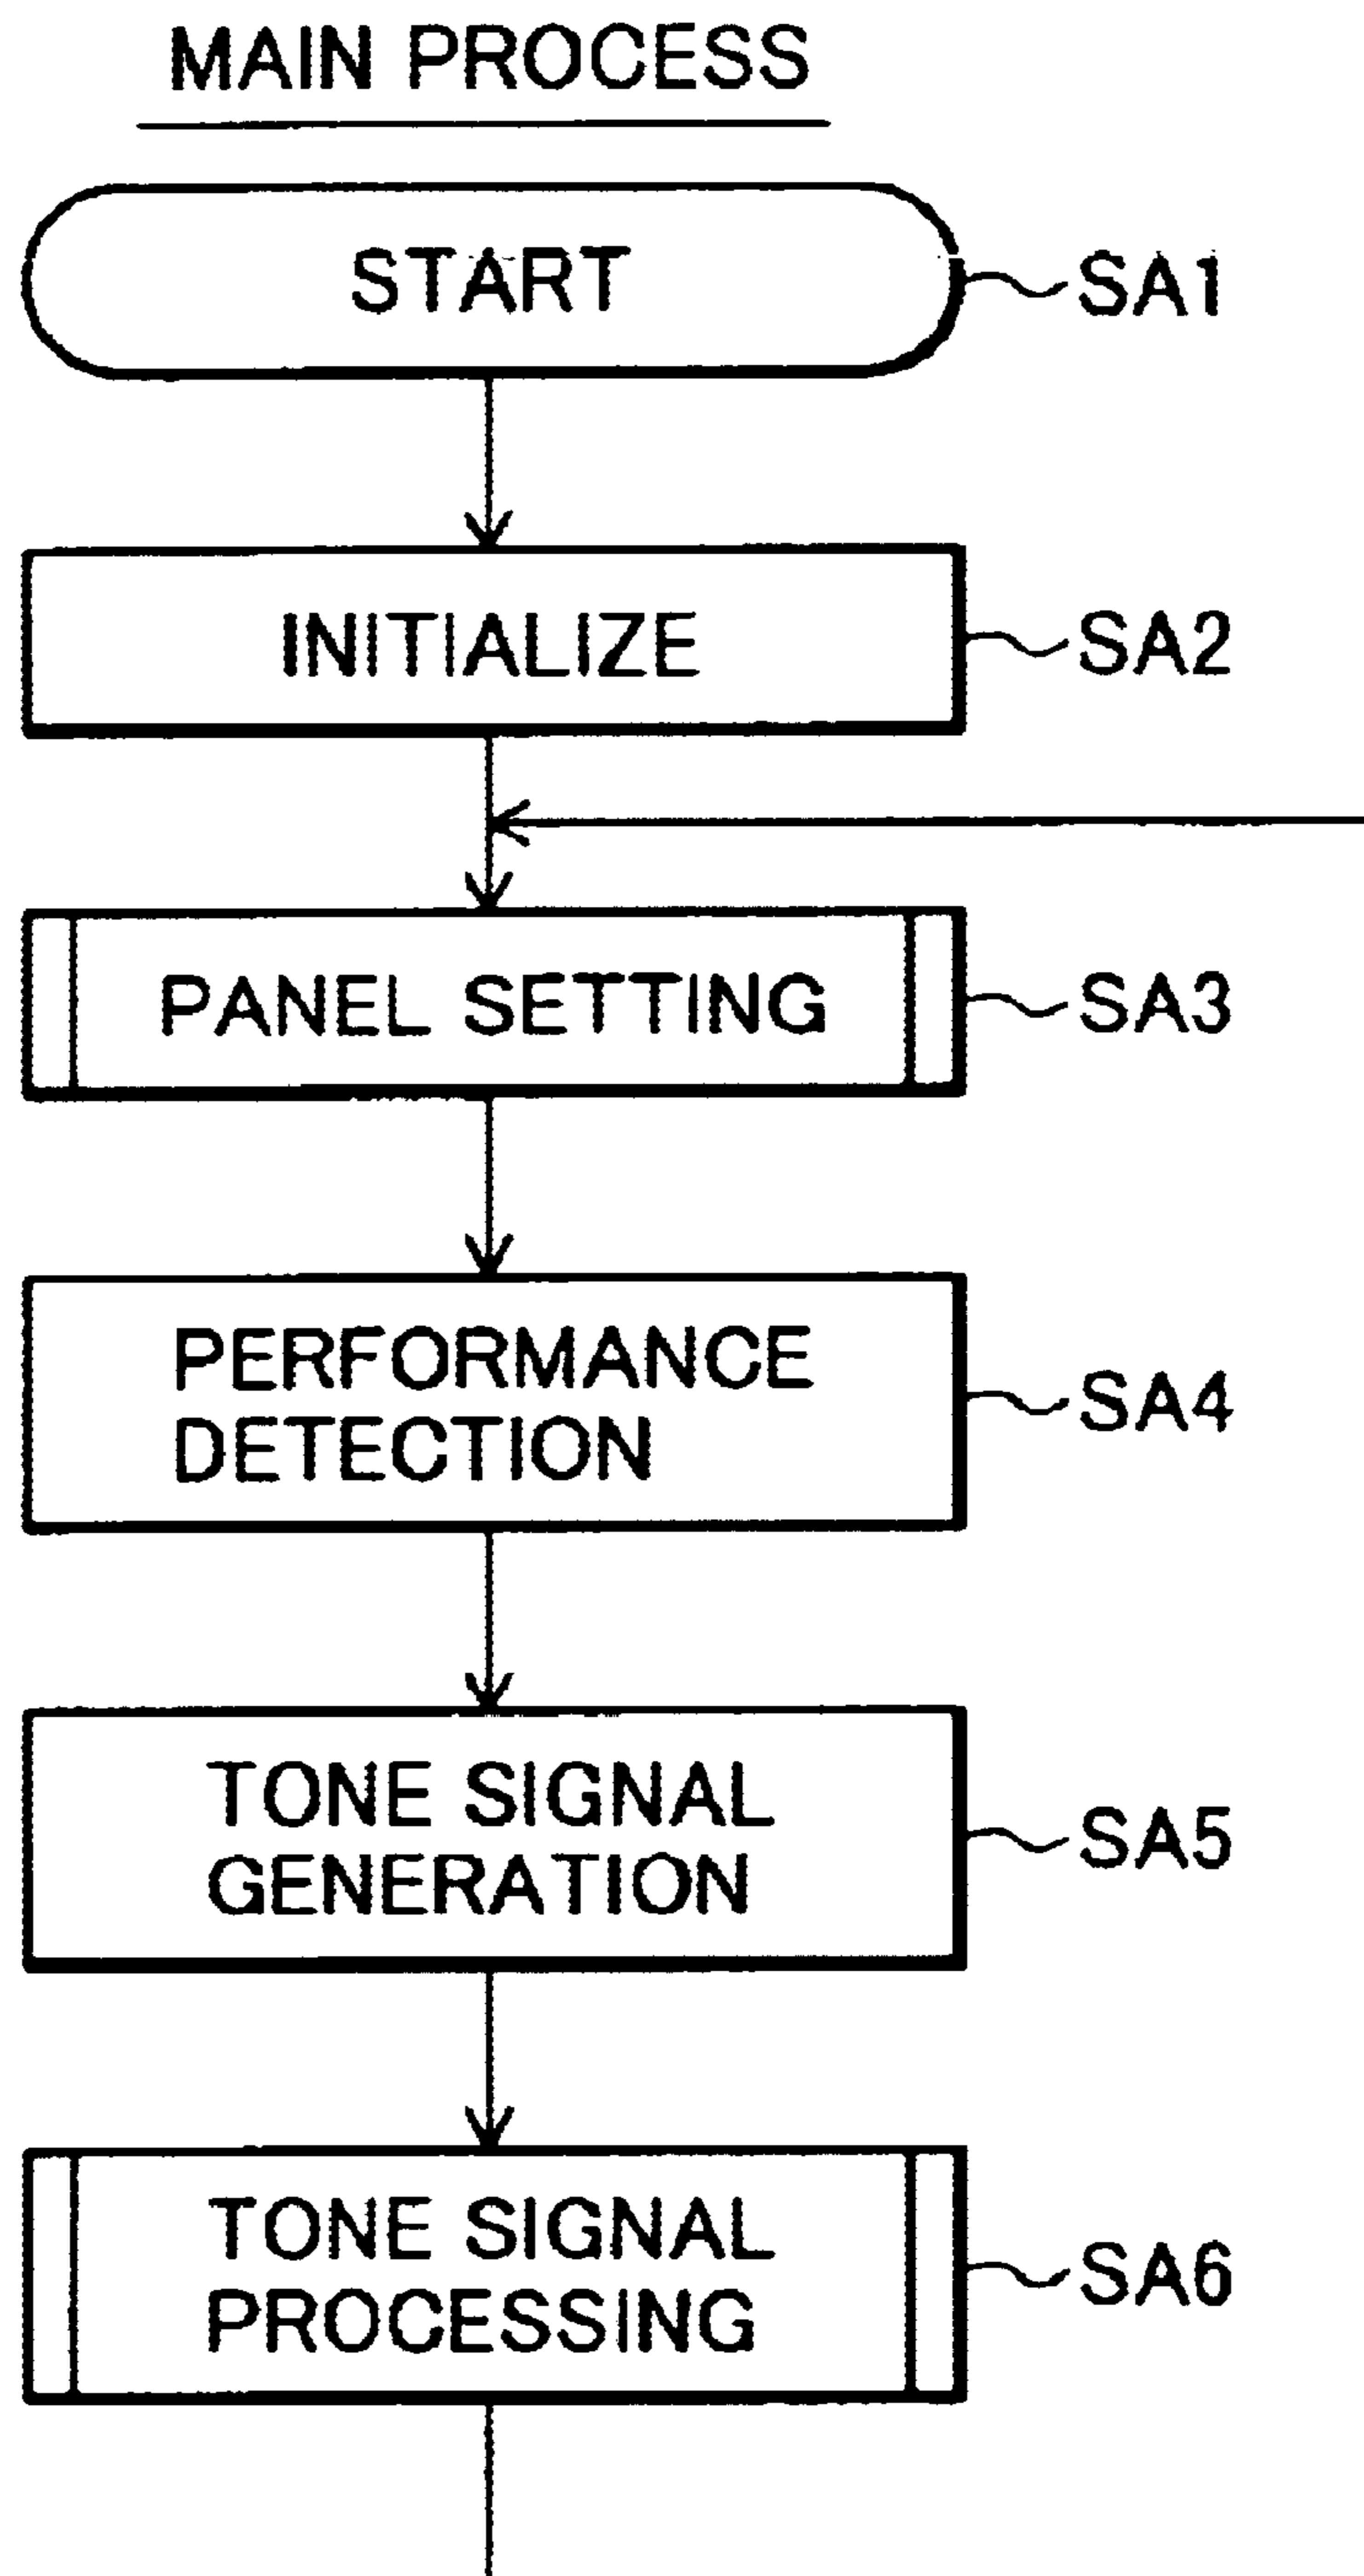 MAIN PROCESS
START
SA1
INITIALIZE
SA2
PANEL SETTING
SA3
PERFORMANCE
DETECTION
SA4
TONE SIGNAL
GENERATION
SA5
TONE SIGNAL
PROCESSING
SA6